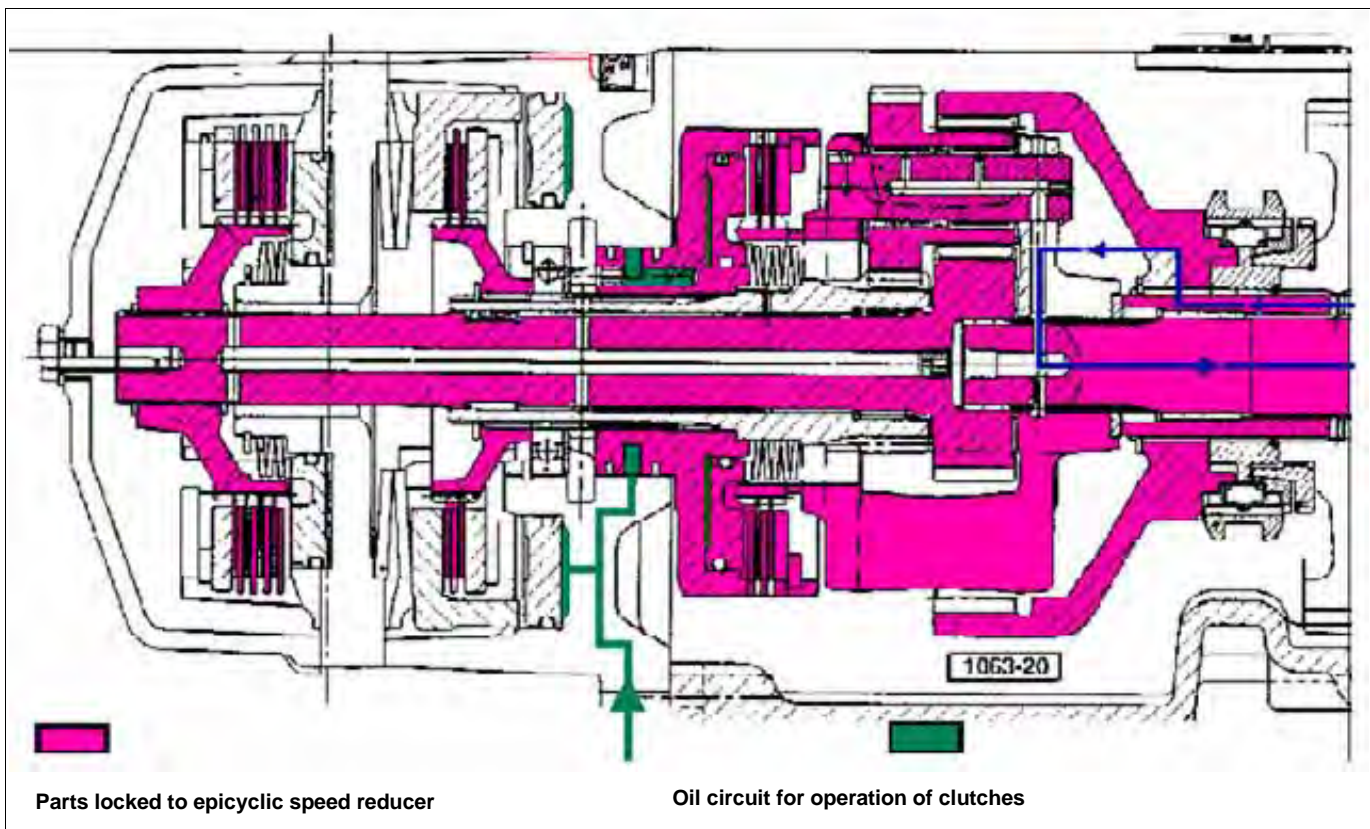 1063-20
Parts locked to epicyclic speed reducer
Oil circuit for operation of clutches